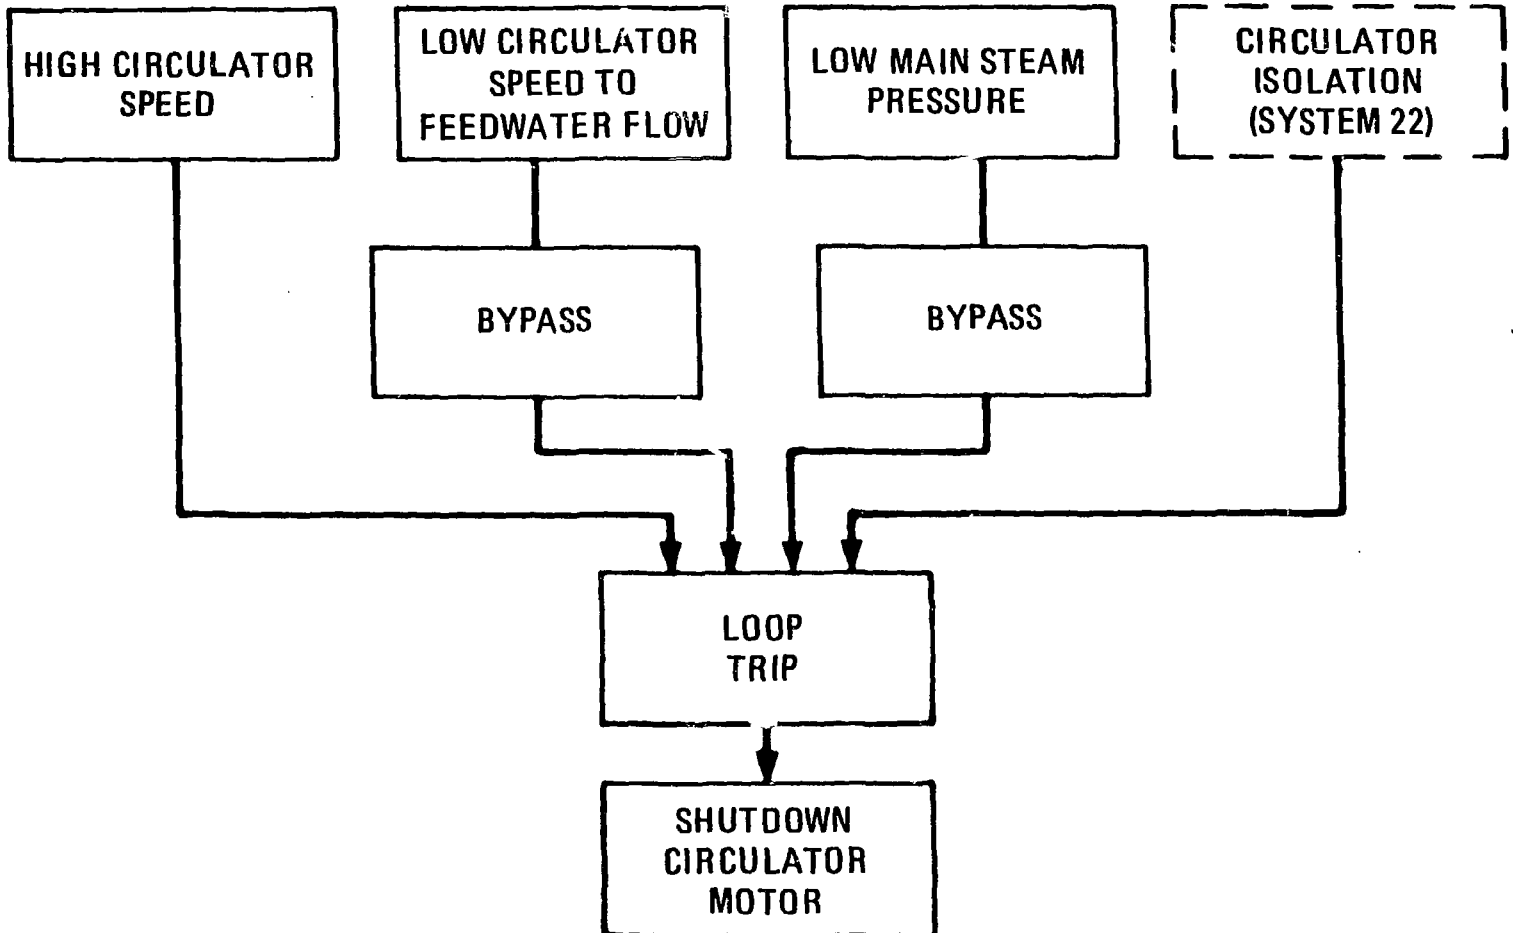 HIGH CIRCULATOR
SPEED
LOW CIRCULATOR
SPEED TO
FEEDWATER FLOW
LOW MAIN STEAM
PRESSURE
CIRCULATOR
ISOLATION
(SYSTEM 22)
BYPASS
BYPASS
LOOP
TRIP
SHUTDOWN
CIRCULATOR
MOTOR